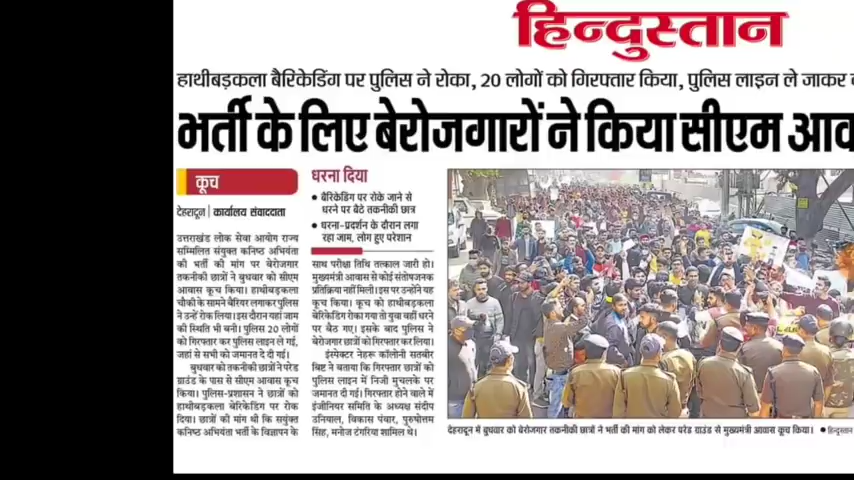 हिन्दुस्तान
हाथीबड़कला बैरिकेडिंग पर पुलिस ने रोका, 20 लोगों को गिरफ्तार किया, पुलिस लाइन ले जाकर
भर्ती के लिए बेरोजगारों ने किया सीएम आव
कूच
देहरादून | कार्यालय संवाददाता
उत्तराखंड लोक सेवा आयोग राज्य
सम्मिलित संयुक्त कनिष्ठ अभियंता
की भर्ती की मांग पर बेरोजगार
तकनीकी छात्रों ने बुधवार को सीएम
आवास कूच किया। हाथीबड़कला
चौकी के सामने बैरियर लगाकर पुलिस
ने उन्हें रोक लिया। इस दौरान यहां जाम
की स्थिति भी बनी। पुलिस 20 लोगों
को गिरफ्तार कर पुलिस लाइन ले गई,
जहां से सभी को जमानत दे दी गई।
बुधवार को तकनीकी छात्रों ने परेड
ग्राउंड के पास से सीएम आवास कूच
किया। पुलिस-प्रशासन ने छात्रों को
हाथीबड़कला बेरिकेडिंग पर रोक
दिया। छात्रों की मांग थी कि सयुंक्त
कनिष्ठ अभियंता भर्ती के विज्ञापन के
धरना दिया
● बैरिकेडिंग पर रोके जाने से
धरने पर बैठे तकनीकी छात्र
● धरना-प्रदर्शन के दौरान लगा
रहा जाम, लोग हुए परेशान
साथ परीक्षा तिथि तत्काल जारी हो।
मुख्यमंत्री आवास से कोई संतोषजनक
प्रतिक्रिया नहीं मिली। इस पर उन्होंने यह
कूच किया। कूच को हाथीबड़कला
बेरिकेडिंग रोका गया तो युवा वहीं धरने
पर बैठ गए। इसके बाद पुलिस ने
बेरोजगार छात्रों को गिरफ्तार कर लिया।
इंस्पेक्टर नेहरू कॉलोनी सतबीर
बिष्ट ने बताया कि गिरफ्तार छात्रों को
पुलिस लाइन में निजी मुचलके पर
जमानत दी गई। गिरफ्तार होने वाले में
इंजीनियर समिति के अध्यक्ष संदीप
उनियाल, विकास पंवार, पुरुषोत्तम
सिंह, मनोज टंगरिया शामिल थे।
देहरादून में बुधवार को बेरोजगार तकनीकी छात्रों ने भर्ती की मांग को लेकर परेड ग्राउंड से मुख्यमंत्री आवास कूच किया। ● हिन्दुस्तान